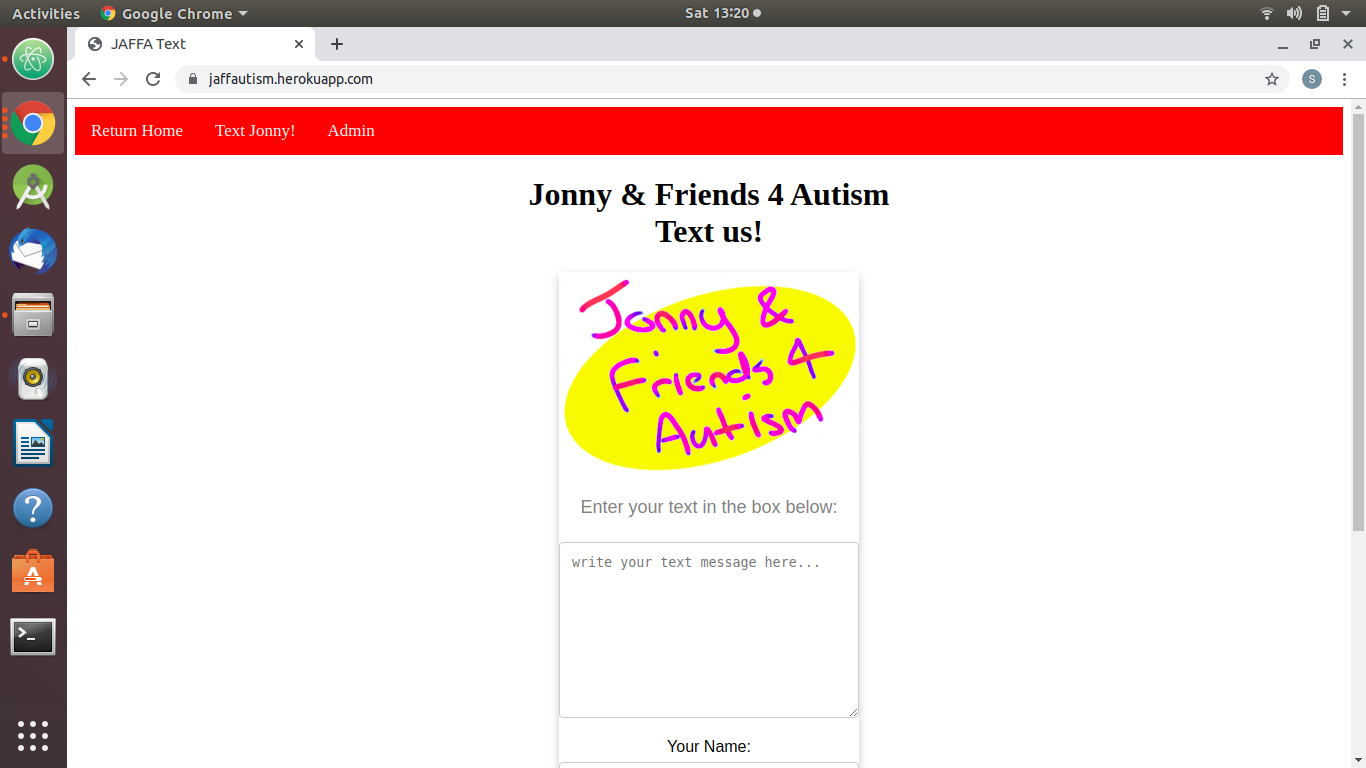 Activities
Google Chrome
Sat 13:20
JAFFA Text
jaffautism.herokuapp.com
S
Return Home
Text Jonny!
Admin
Jonny & Friends 4 Autism
Text us!
Jonny &
Friends 4
Autism
Enter your text in the box below:
write your text message here...
Your Name: